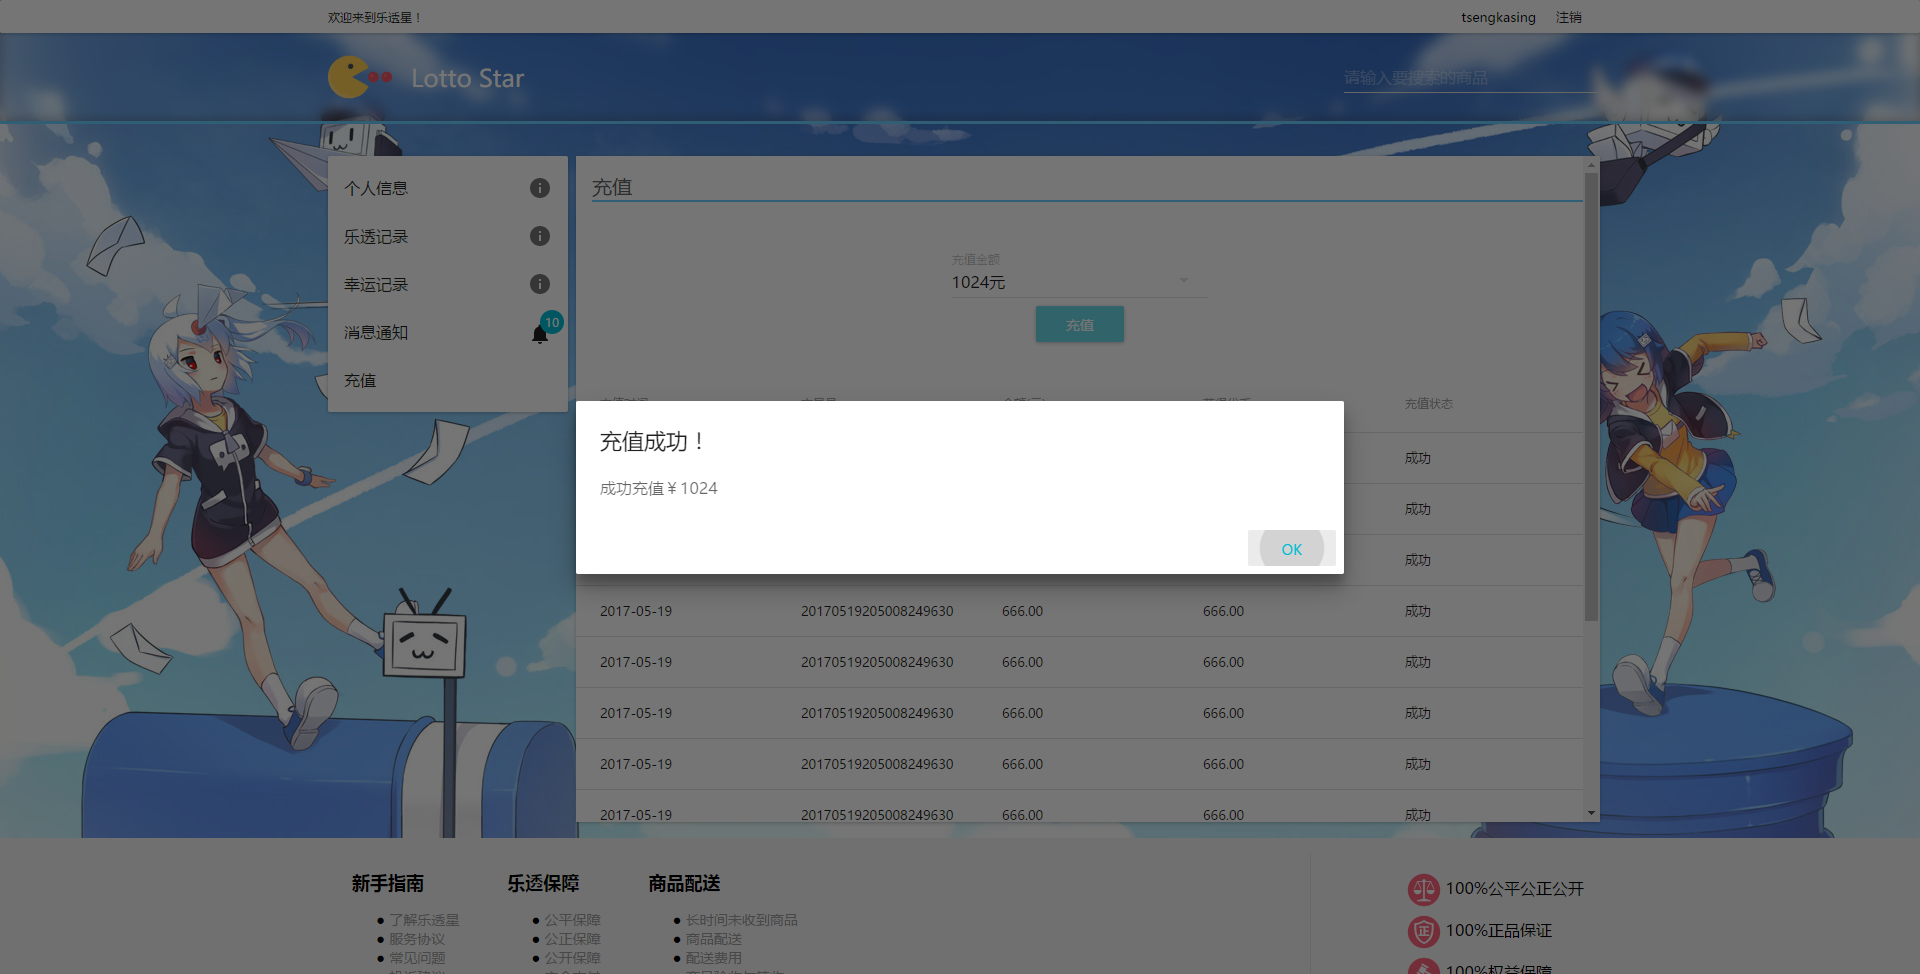 欢迎来到乐透星！
tsengkasing 注销
Lotto Star
请输入要搜索的商品
个人信息
乐透记录
幸运记录
消息通知 10
充值
充值
充值金额
1024元
充值
充值状态
成功
成功
成功
充值成功！
成功充值￥1024
OK
2017-05-19 20170519205008249630 666.00 666.00 成功
2017-05-19 20170519205008249630 666.00 666.00 成功
2017-05-19 20170519205008249630 666.00 666.00 成功
2017-05-19 20170519205008249630 666.00 666.00 成功
2017-05-19 20170519205008249630 666.00 666.00 成功
新手指南
了解乐透星
服务协议
常见问题
乐透保障
公平保障
公正保障
公开保障
商品配送
长时间未收到商品
商品配送
配送费用
100%公平公正公开
正 100%正品保证
100%权益保障